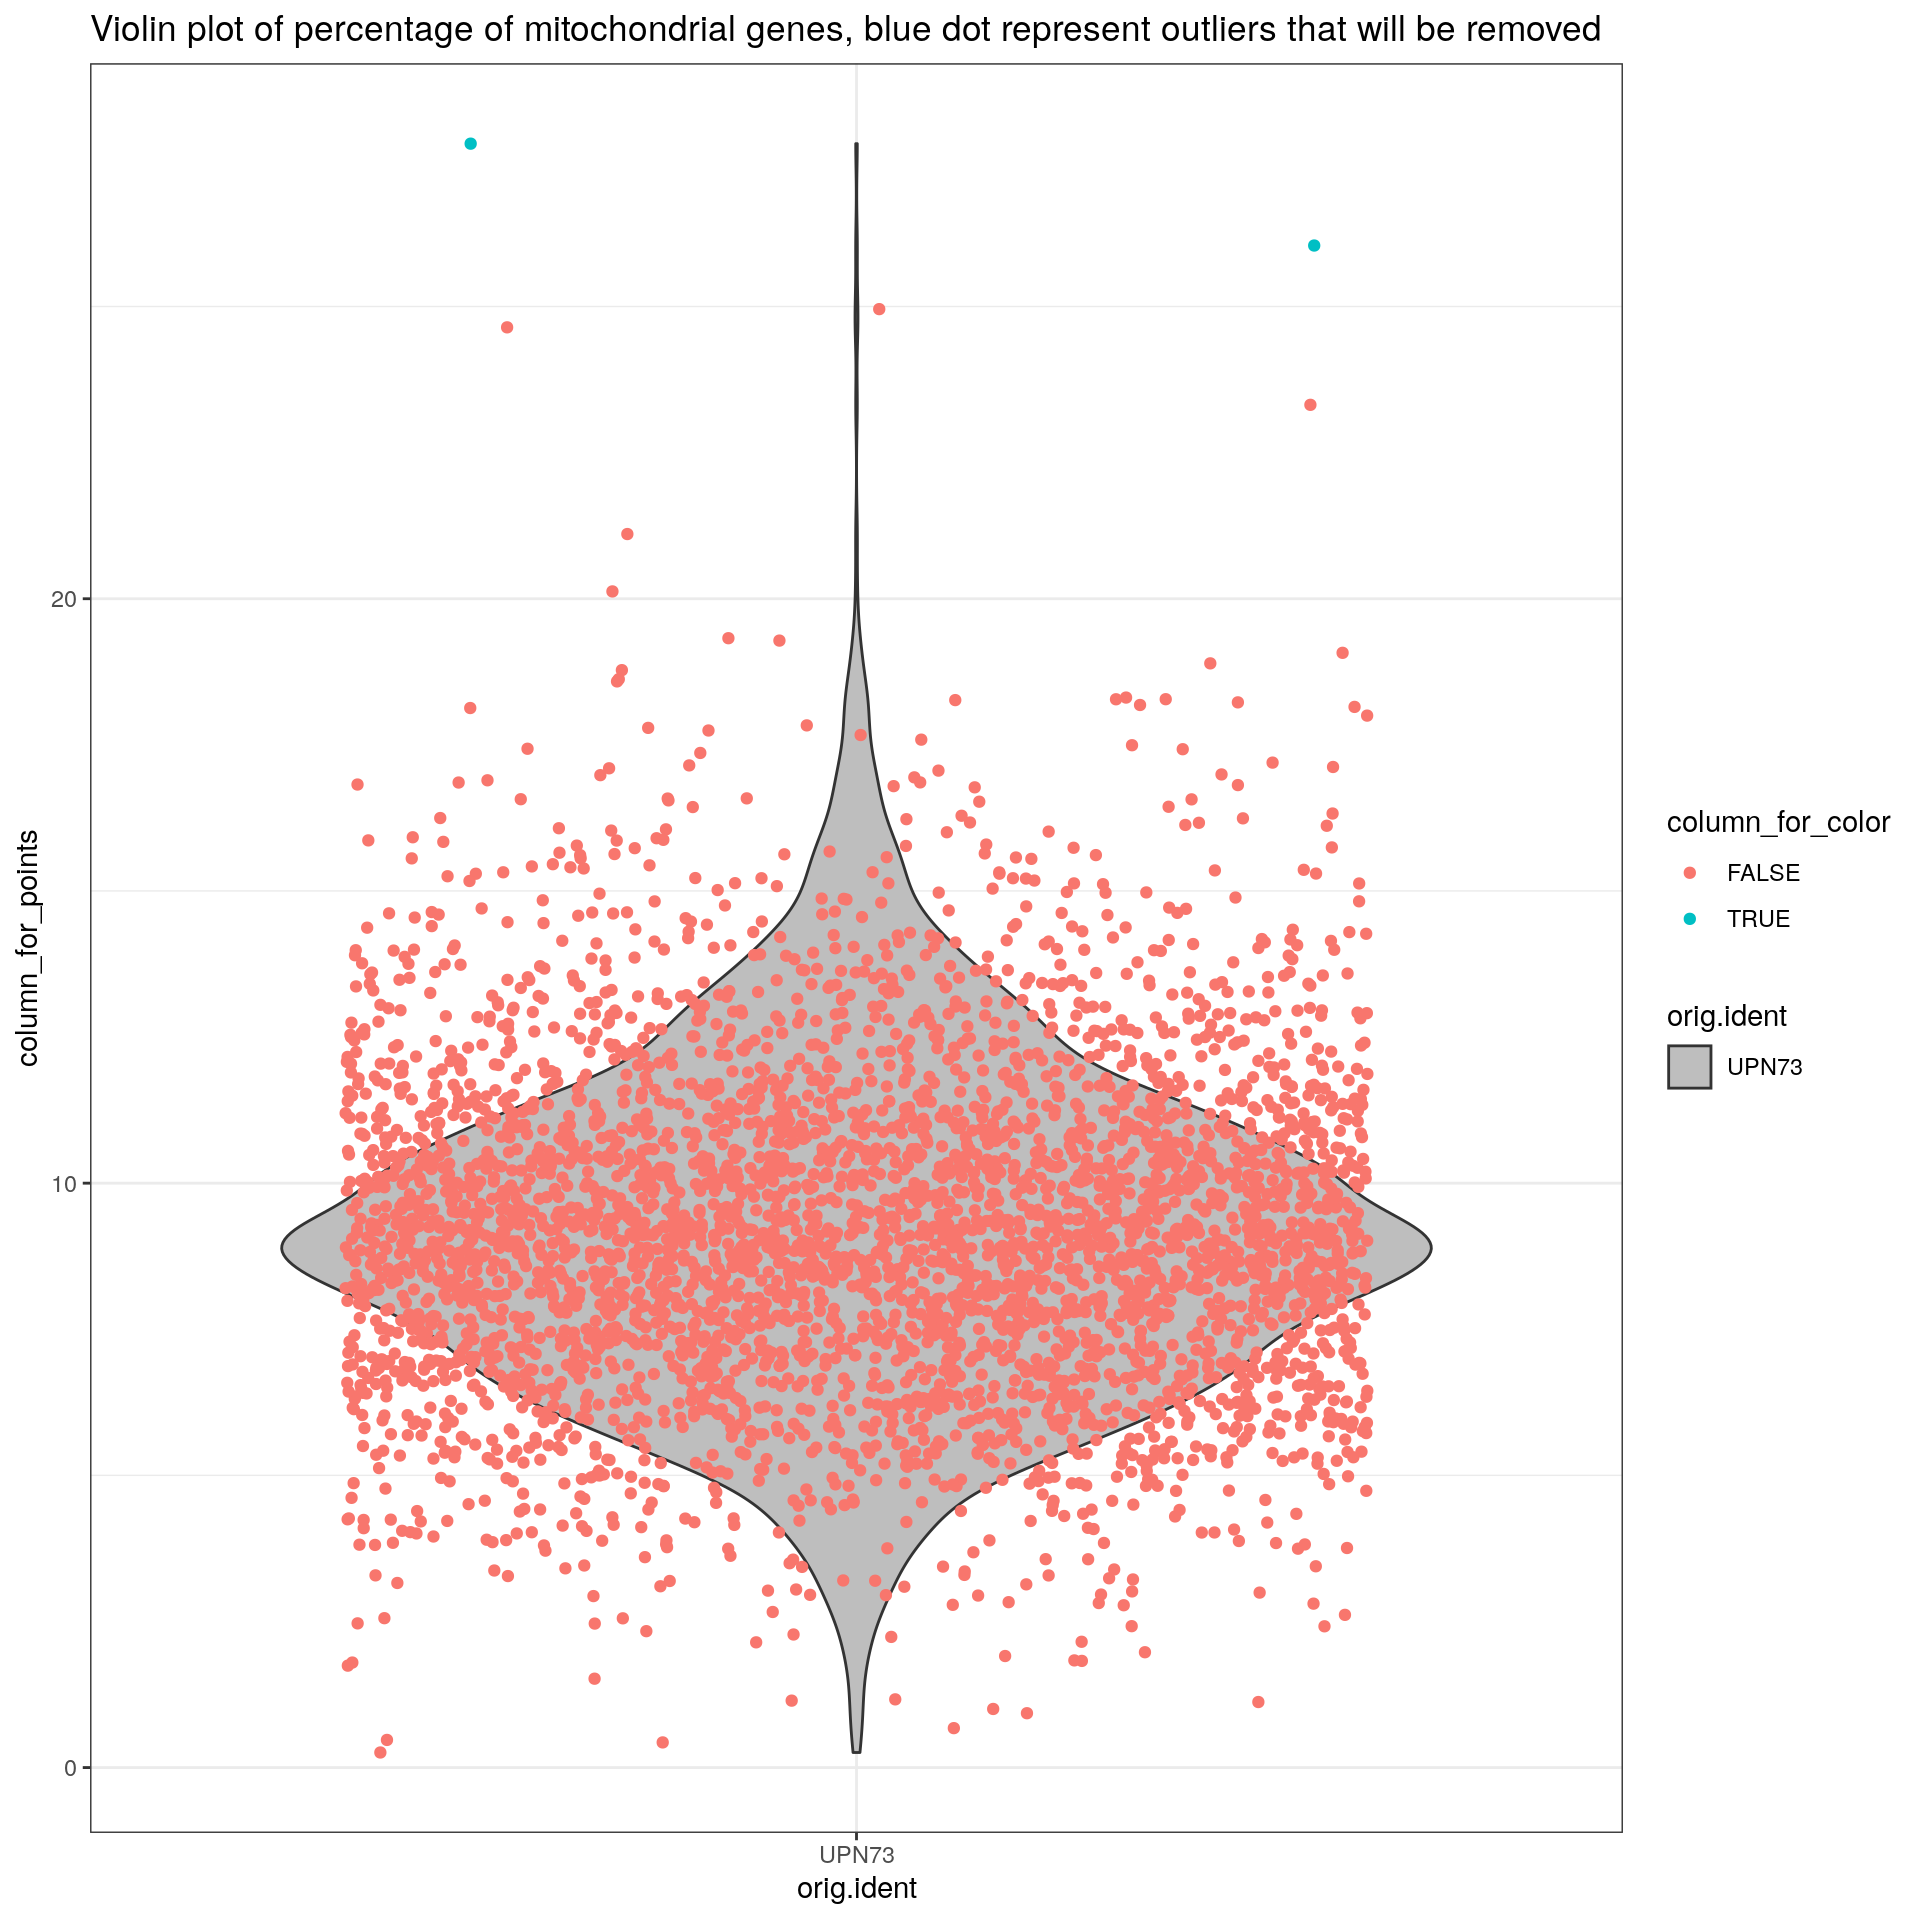 Violin plot of percentage of mitochondrial genes, blue dot represent outliers that will be removed
column_for_points
20
10
0
UPN73
orig.ident
column_for_color
FALSE
TRUE
orig.ident
UPN73